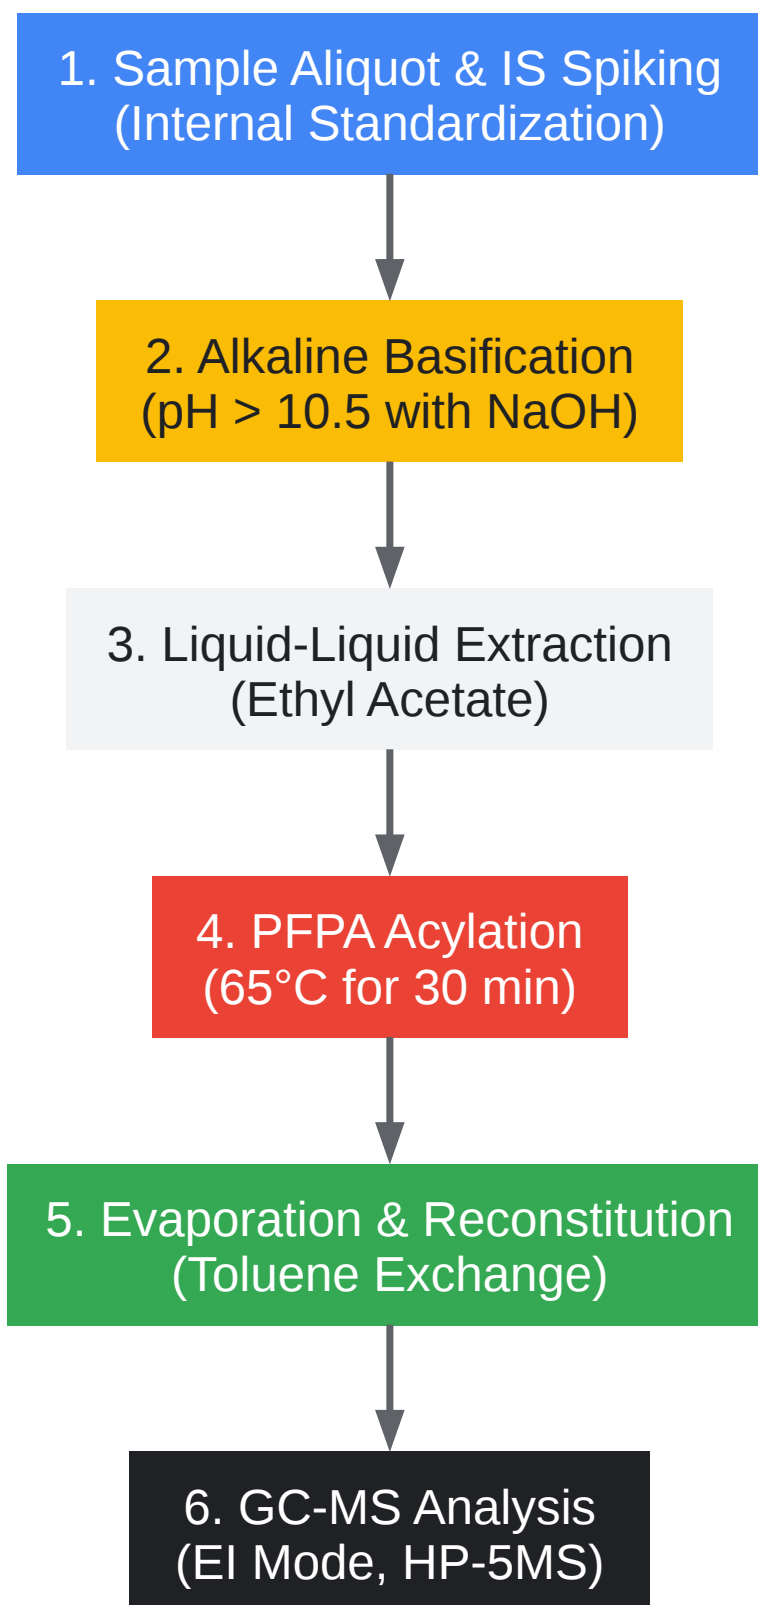 1. Sample Aliquot & IS Spiking
(Internal Standardization)
2. Alkaline Basification
(pH > 10.5 with NaOH)
3. Liquid-Liquid Extraction
(Ethyl Acetate)
4. PFPA Acylation
(65°C for 30 min)
5. Evaporation & Reconstitution
(Toluene Exchange)
6. GC-MS Analysis
(EI Mode, HP-5MS)